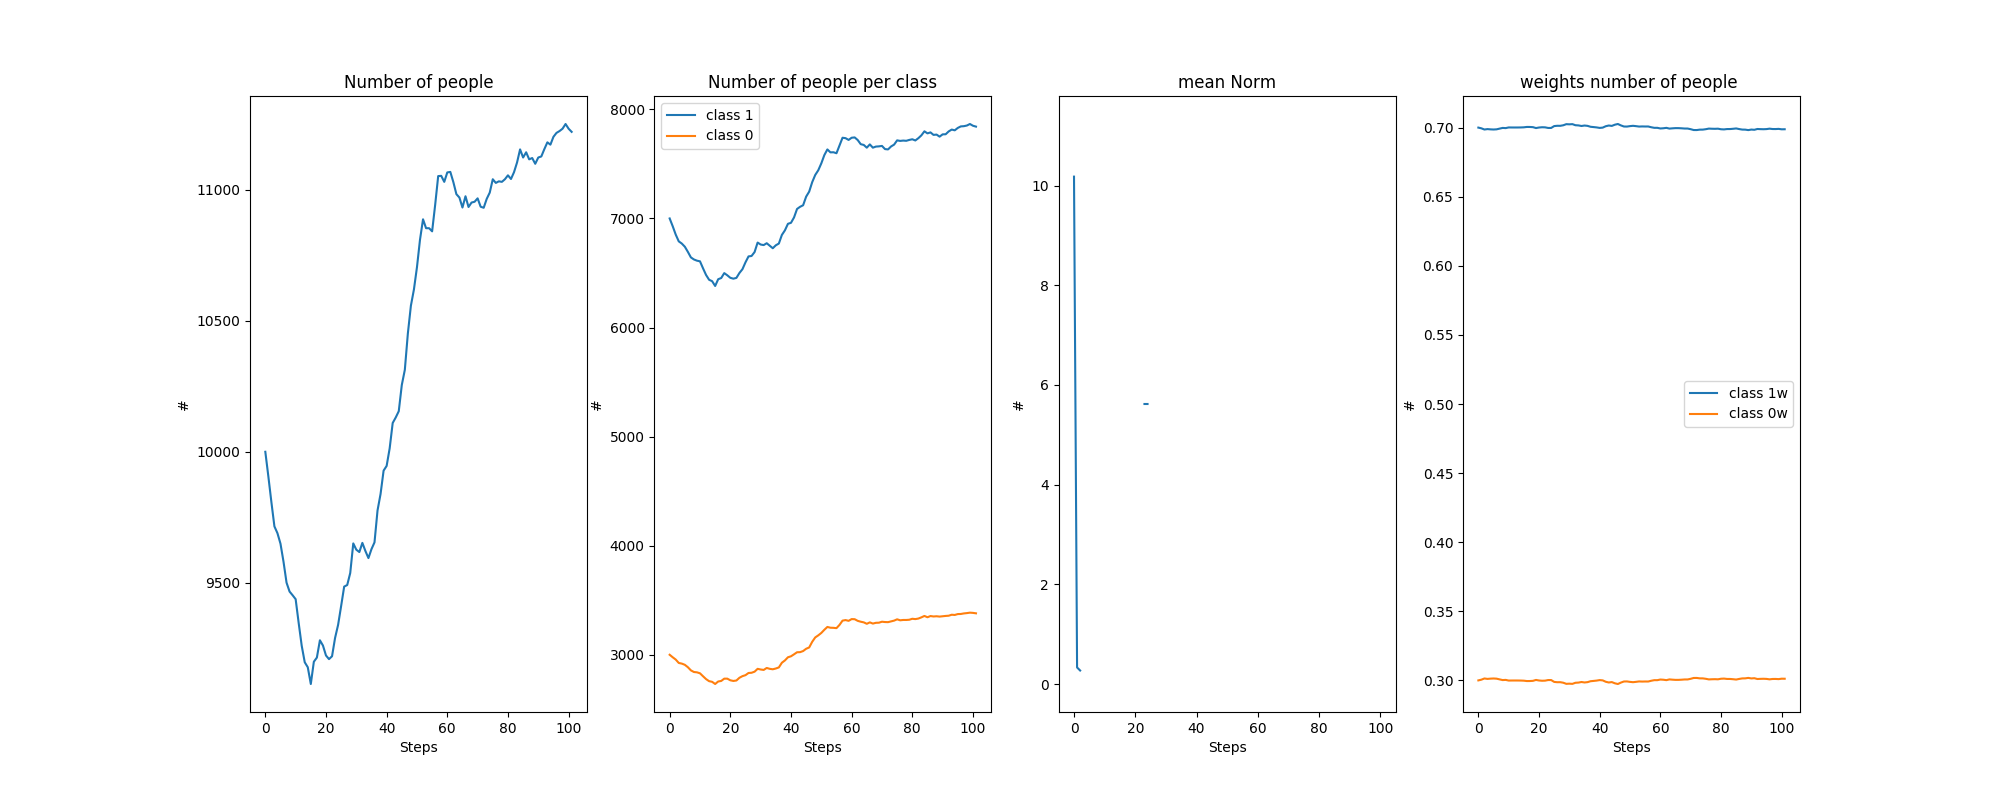 Number of people
11000
10500
10000
9500
0 20 40 60 80 100
Steps
#
Number of people per class
class 1
class 0
8000
7000
6000
5000
4000
3000
0 20 40 60 80 100
Steps
#
mean Norm
10
8
6
4
2
0
0 20 40 60 80 100
Steps
#
weights number of people
0.70
0.65
0.60
0.55
0.50
0.45
0.40
0.35
0.30
class 1w
class 0w
0 20 40 60 80 100
Steps
#